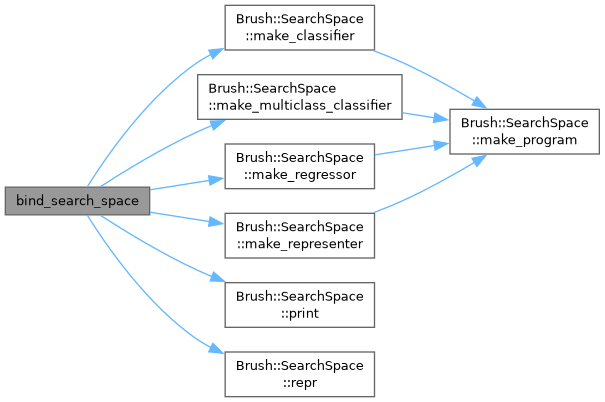 bind_search_space
Brush::SearchSpace
::make_classifier
Brush::SearchSpace
::make_multiclass_classifier
Brush::SearchSpace
::make_regressor
Brush::SearchSpace
::make_representer
Brush::SearchSpace
::print
Brush::SearchSpace
::repr
Brush::SearchSpace
::make_program